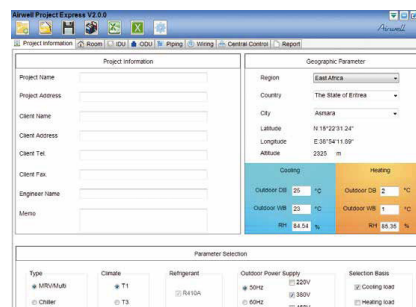 Airwell Project Express V2.0.0
Airwell
Project Information Room IDU ODU Piping Wiring Central Control Report
Project Information
Project Name
Project Address
Client Name
Client Address
Client Tel.
Client Fax.
Engineer Name
Memo
Geographic Parameter
Region East Africa
Country The State of Eritrea
City Asmara
Latitude N:15°22'31.24"
Longtude E:38°54'11.69"
Altitude 2325 m
Cooling Heating
Outdoor DB 25 °C Outdoor DB 2 °C
Outdoor WB 23 °C Outdoor WB 1 °C
RH 84.54 % RH 85.35 %
Parameter Selection
Type Climate Refrigerant Outdoor Power Supply Selection Basis
MRV/Multi T1 R410A 50Hz 220V Cooling load
380V
Chiller T3 60Hz Heating load